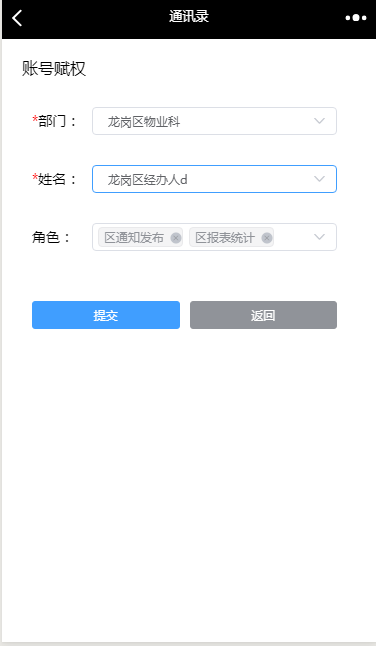 通讯录
账号赋权
*部门： 龙岗区物业科
*姓名： 龙岗区经办人d
角色： 区通知发布 区报表统计
提交 返回